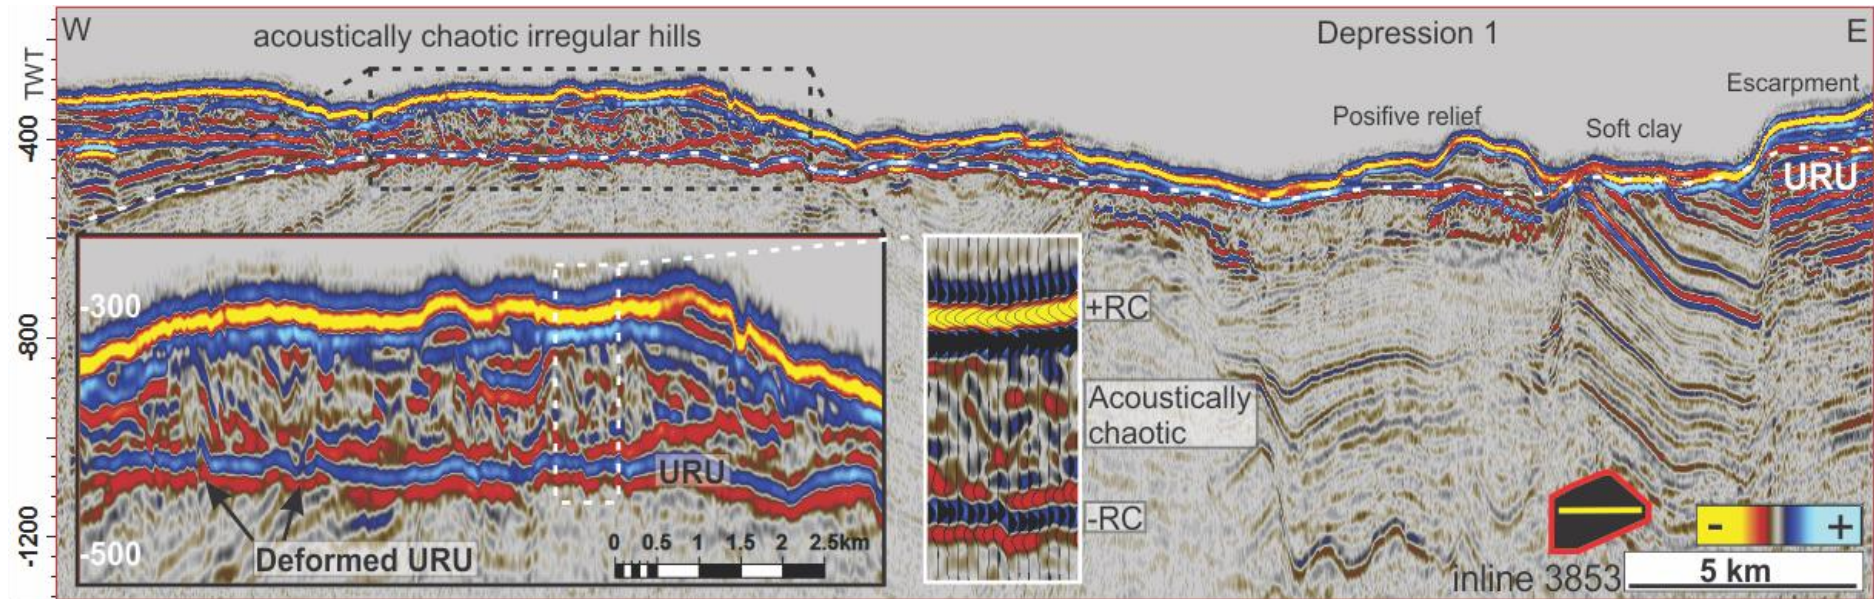 W
E
TWT
-400
-800
-1200
acoustically chaotic irregular hills
Depression 1
Escarpment
Posifive relief
Soft clay
URU
-300
URU
-500
Deformed URU
0 0.5 1 1.5 2 2.5km
+RC
Acoustically
chaotic
-RC
- +
inline 3853
5 km